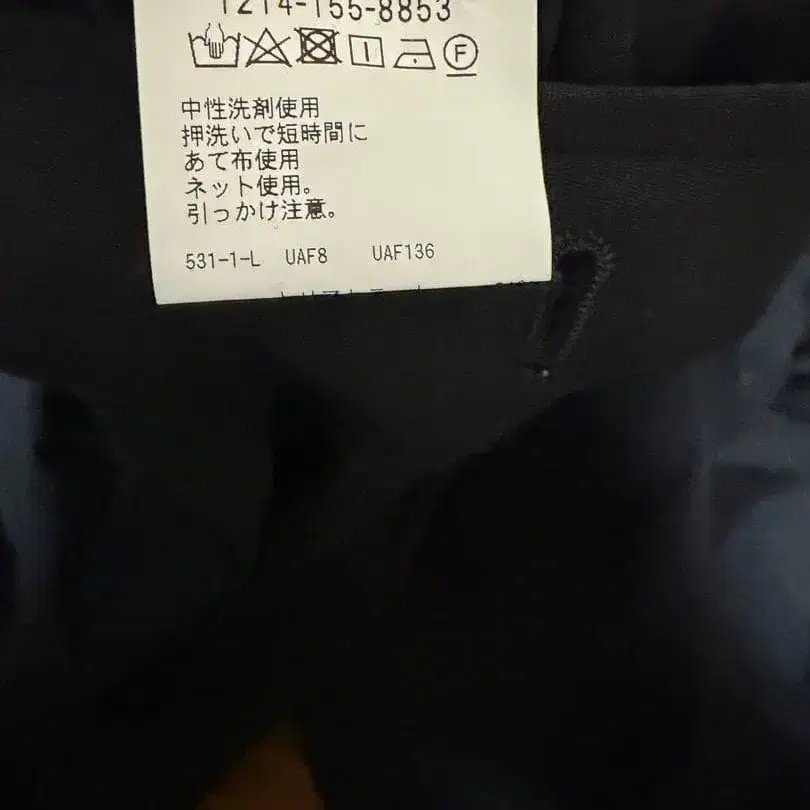 1214-155-8853
F
中性洗剤使用
押洗いで短時間に
あて布使用
ネット使用。
引っかけ注意。
531-1-L UAF8 UAF136